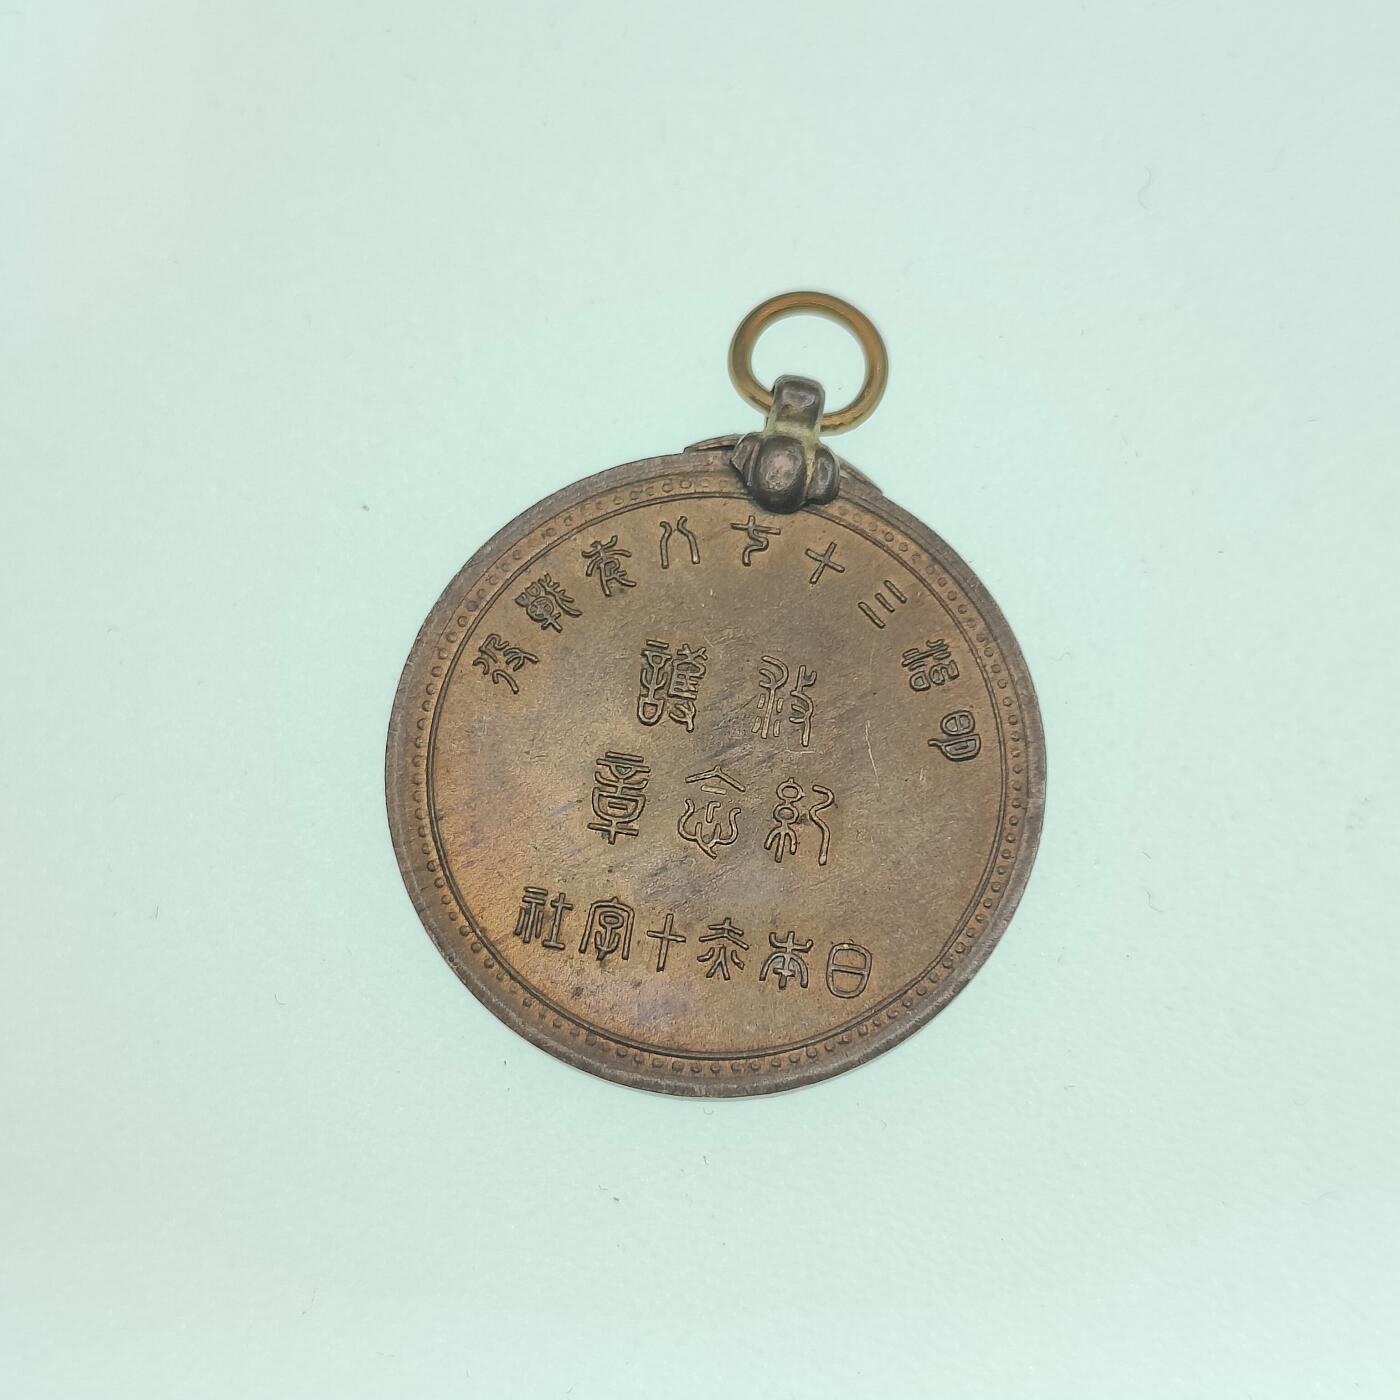 明治三十七八年戰役
救護
紀念章
日本赤十字社